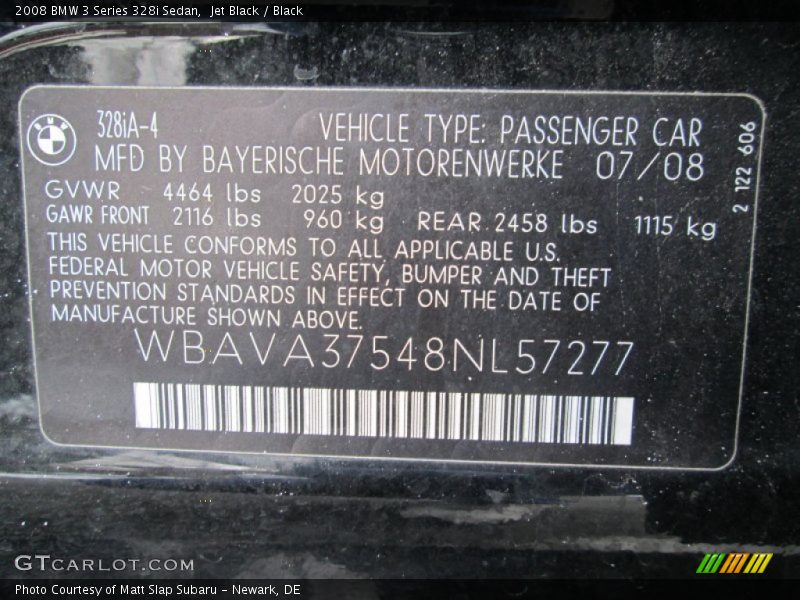 2008 BMW 3 Series 328i Sedan, Jet Black / Black
BMW
328iA-4 VEHICLE TYPE: PASSENGER CAR
MFD BY BAYERISCHE MOTORENWERKE 07/08
GVWR 4464 lbs 2025 kg
GAWR FRONT 2116 lbs 960 kg REAR 2458 lbs 1115 kg
THIS VEHICLE CONFORMS TO ALL APPLICABLE U.S.
FEDERAL MOTOR VEHICLE SAFETY, BUMPER AND THEFT
PREVENTION STANDARDS IN EFFECT ON THE DATE OF
MANUFACTURE SHOWN ABOVE.
WBAVA37548NL57277
2 122 606
GTCARLOT.COM
Photo Courtesy of Matt Slap Subaru - Newark, DE